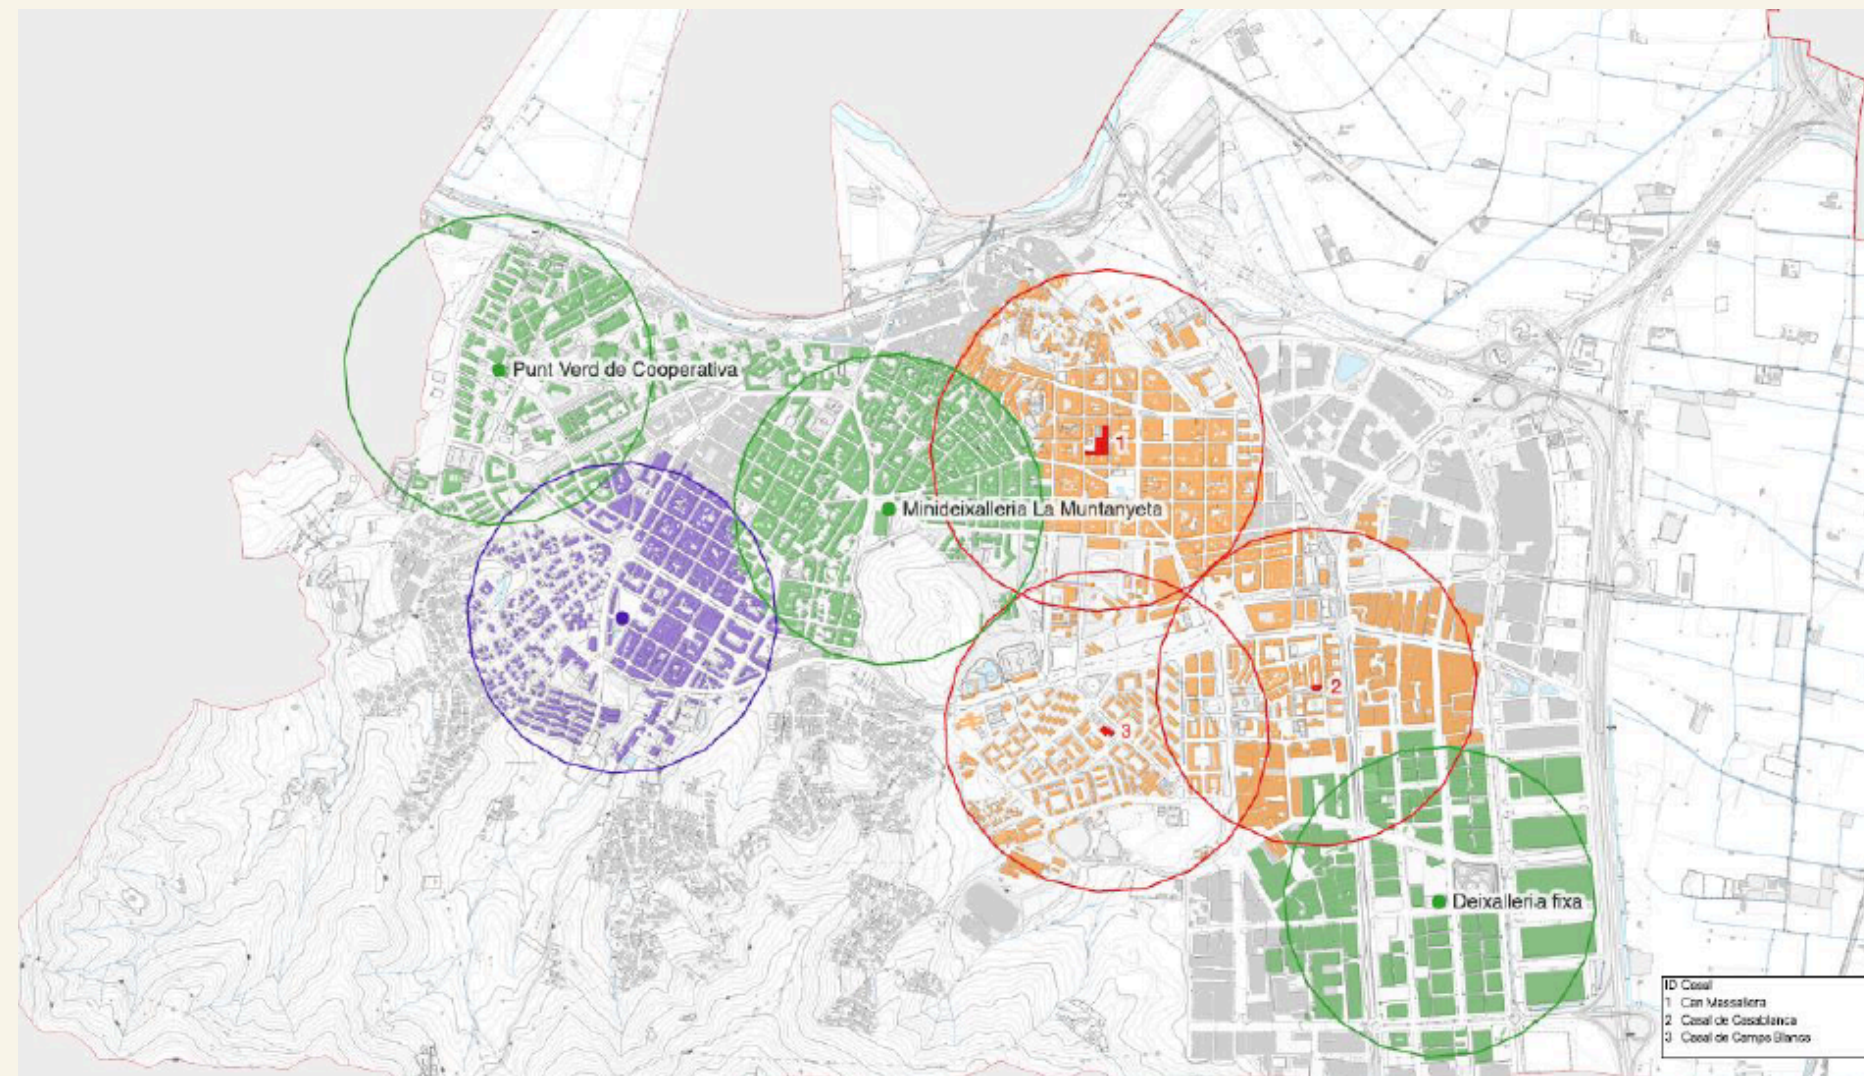 Punt Verd de Cooperativa
1
Minideixalleria La Muntanyeta
2
3
Deixalleria fixa
ID Casal
1 Can Massallera
2 Casal de Casablanca
3 Casal de Camps Blancs